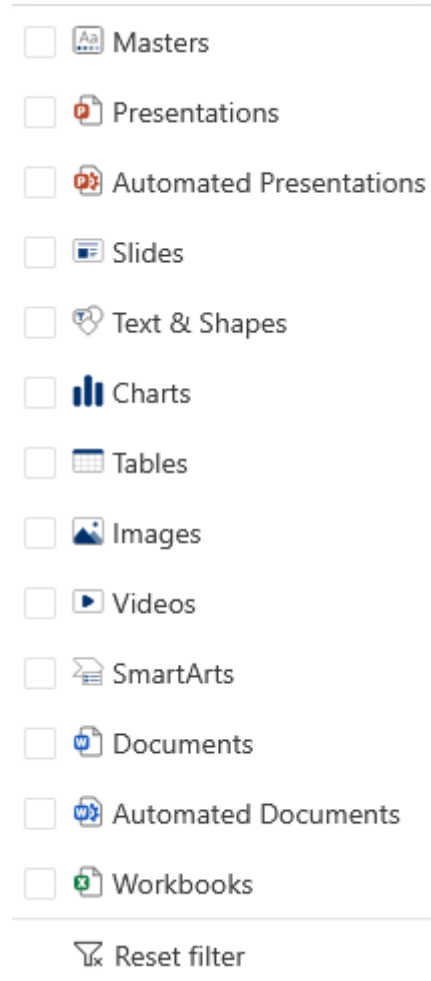 Masters
Presentations
Automated Presentations
Slides
Text & Shapes
Charts
Tables
Images
Videos
SmartArts
Documents
Automated Documents
Workbooks
Reset filter